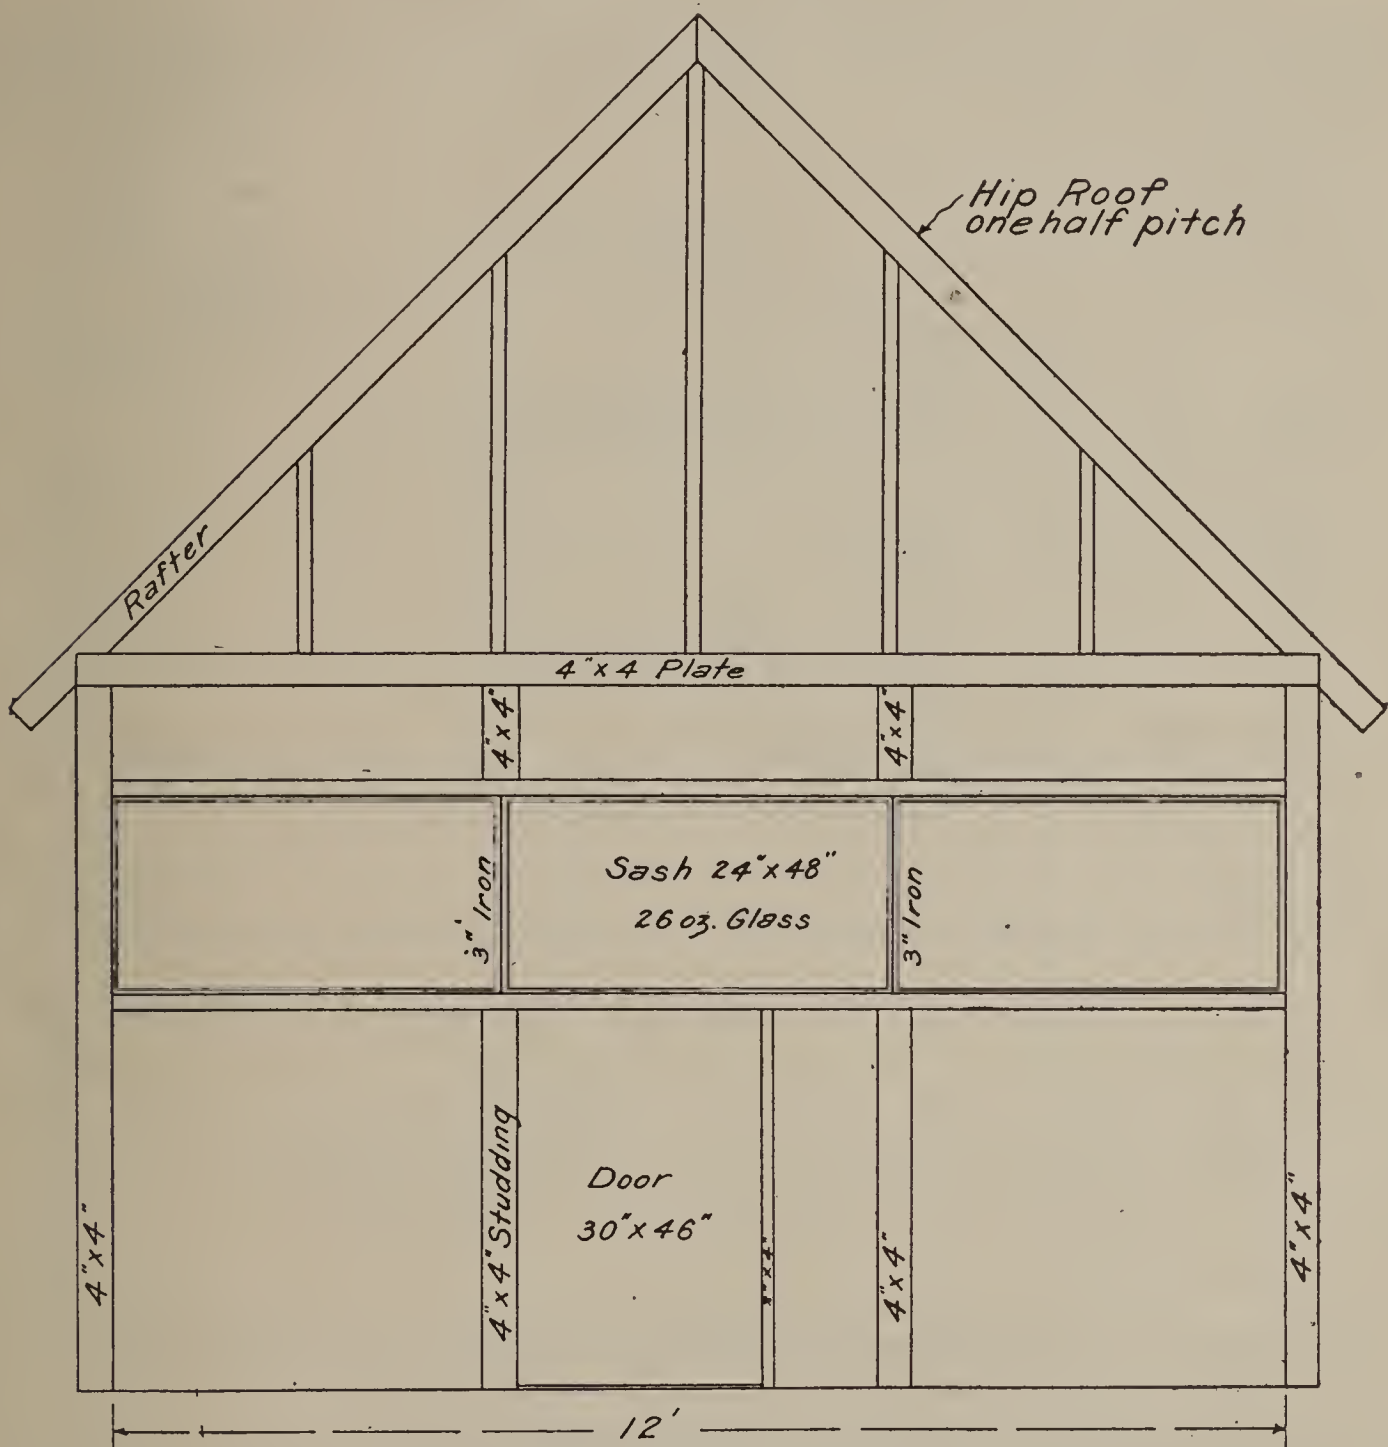 Hip Roof
one half pitch
Rafter
4"x4 Plate
4"x4"
4"x4"
3" Iron
Sash 24"x48"
26 oz. Glass
3" Iron
4"x4"
4"x4" Studding
Door
30"x46"
4"x4"
4"x4"
12'